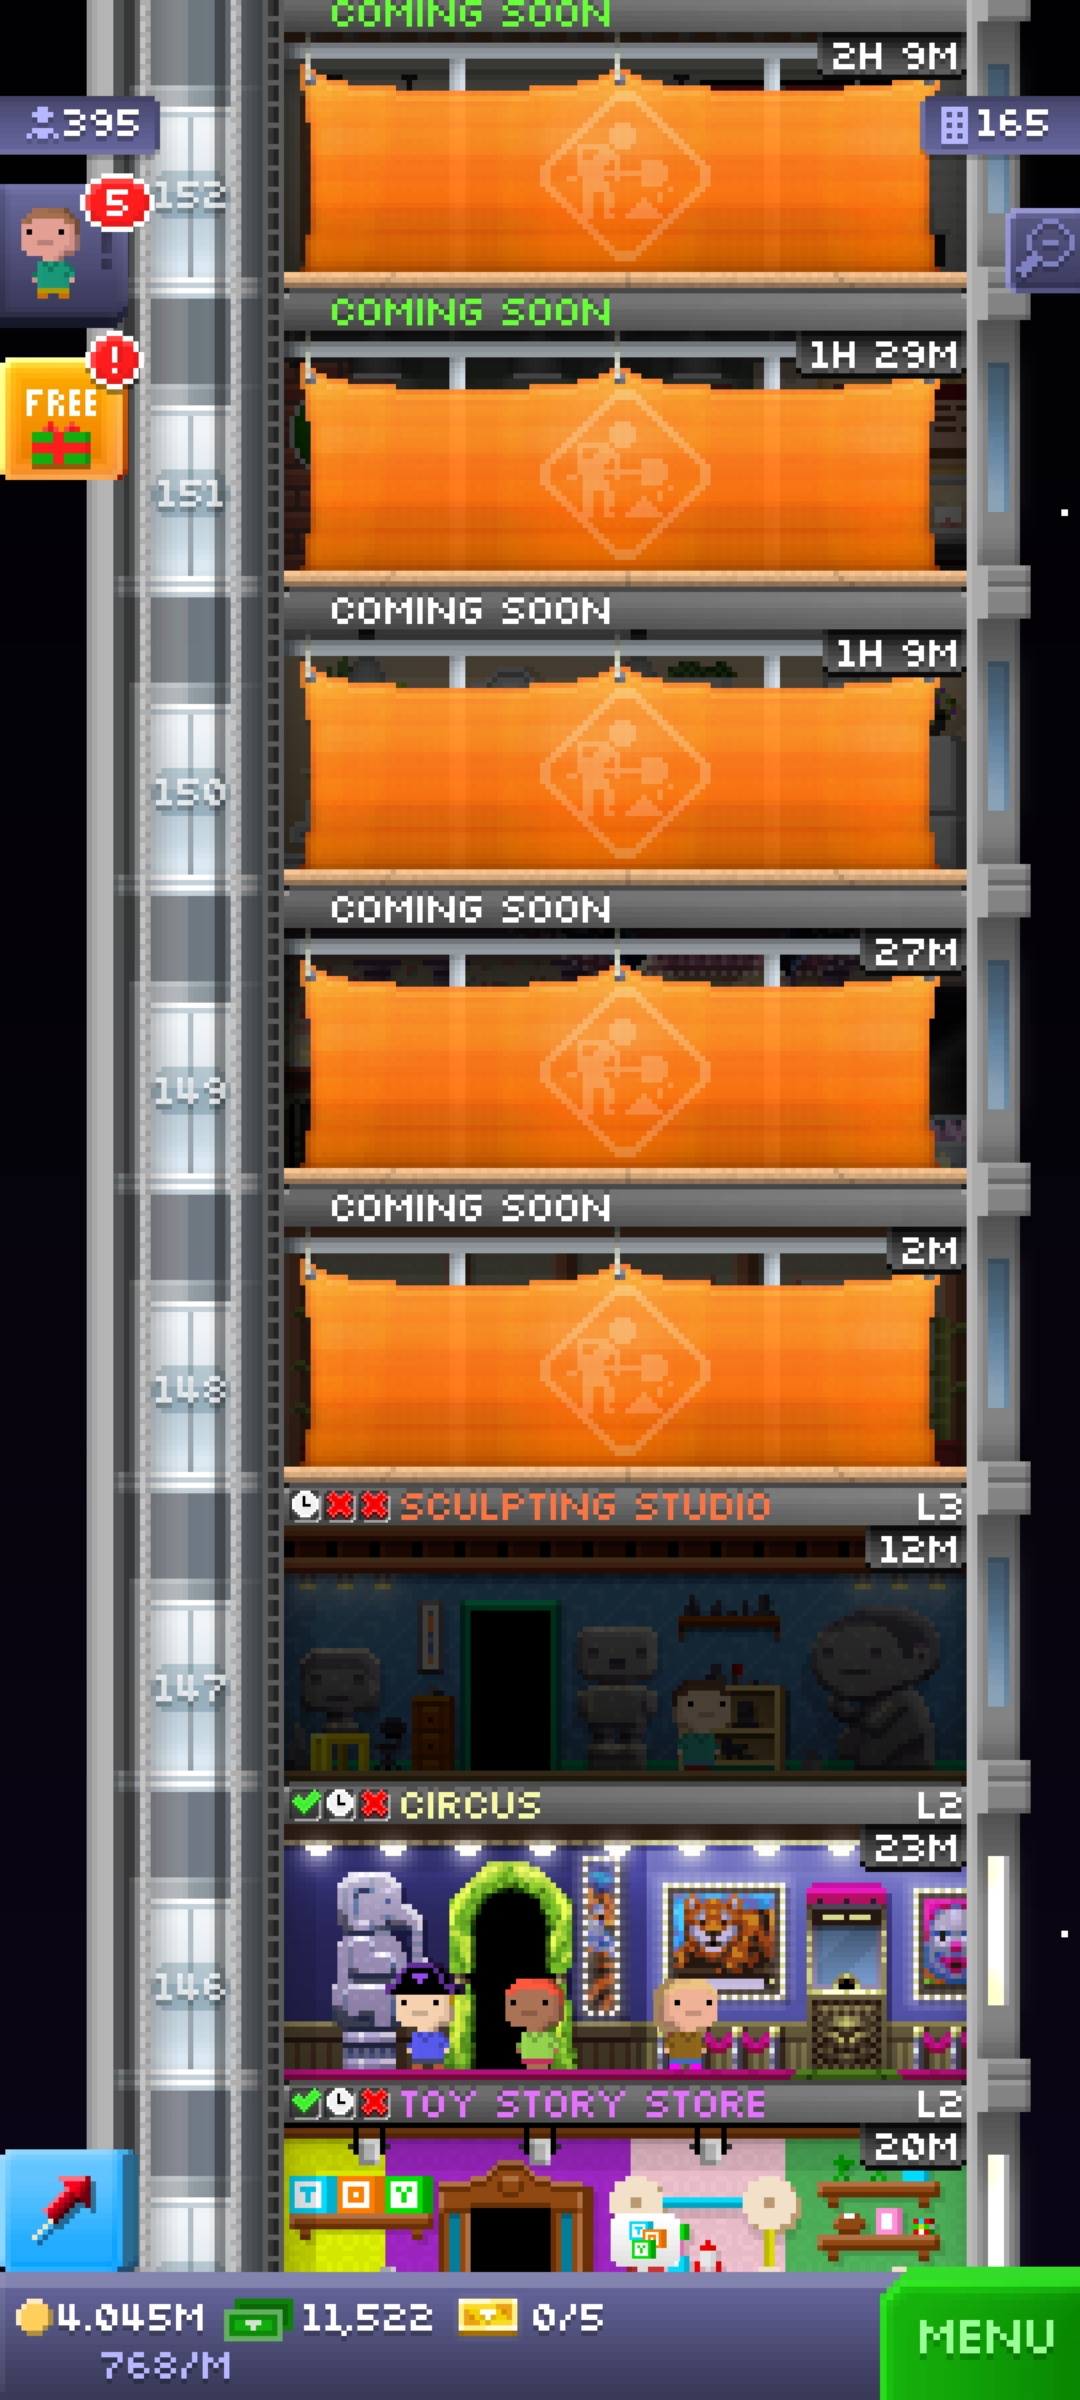 COMING SOON
2H 9M
395
165
5
152
COMING SOON
1H 29M
!
FREE
151
COMING SOON
1H 9M
150
COMING SOON
27M
149
COMING SOON
2M
148
SCULPTING STUDIO L3
12M
147
CIRCUS L2
23M
146
TOY STORY STORE L2
20M
T O Y
4.045M 11,522 0/5
768/M
MENU